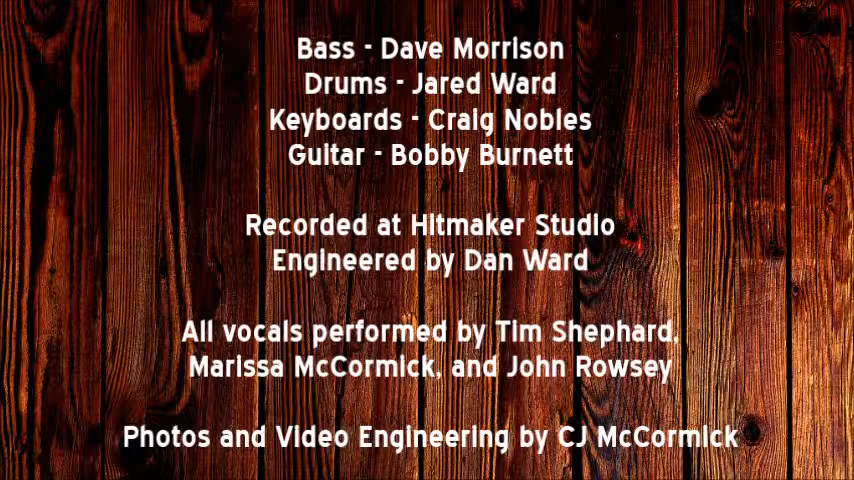 Bass - Dave Morrison
Drums - Jared Ward
Keyboards - Craig Nobles
Guitar - Bobby Burnett
Recorded at Hitmaker Studio
Engineered by Dan Ward
All vocals performed by Tim Shephard,
Marissa McCormick, and John Rowsey
Photos and Video Engineering by CJ McCormick